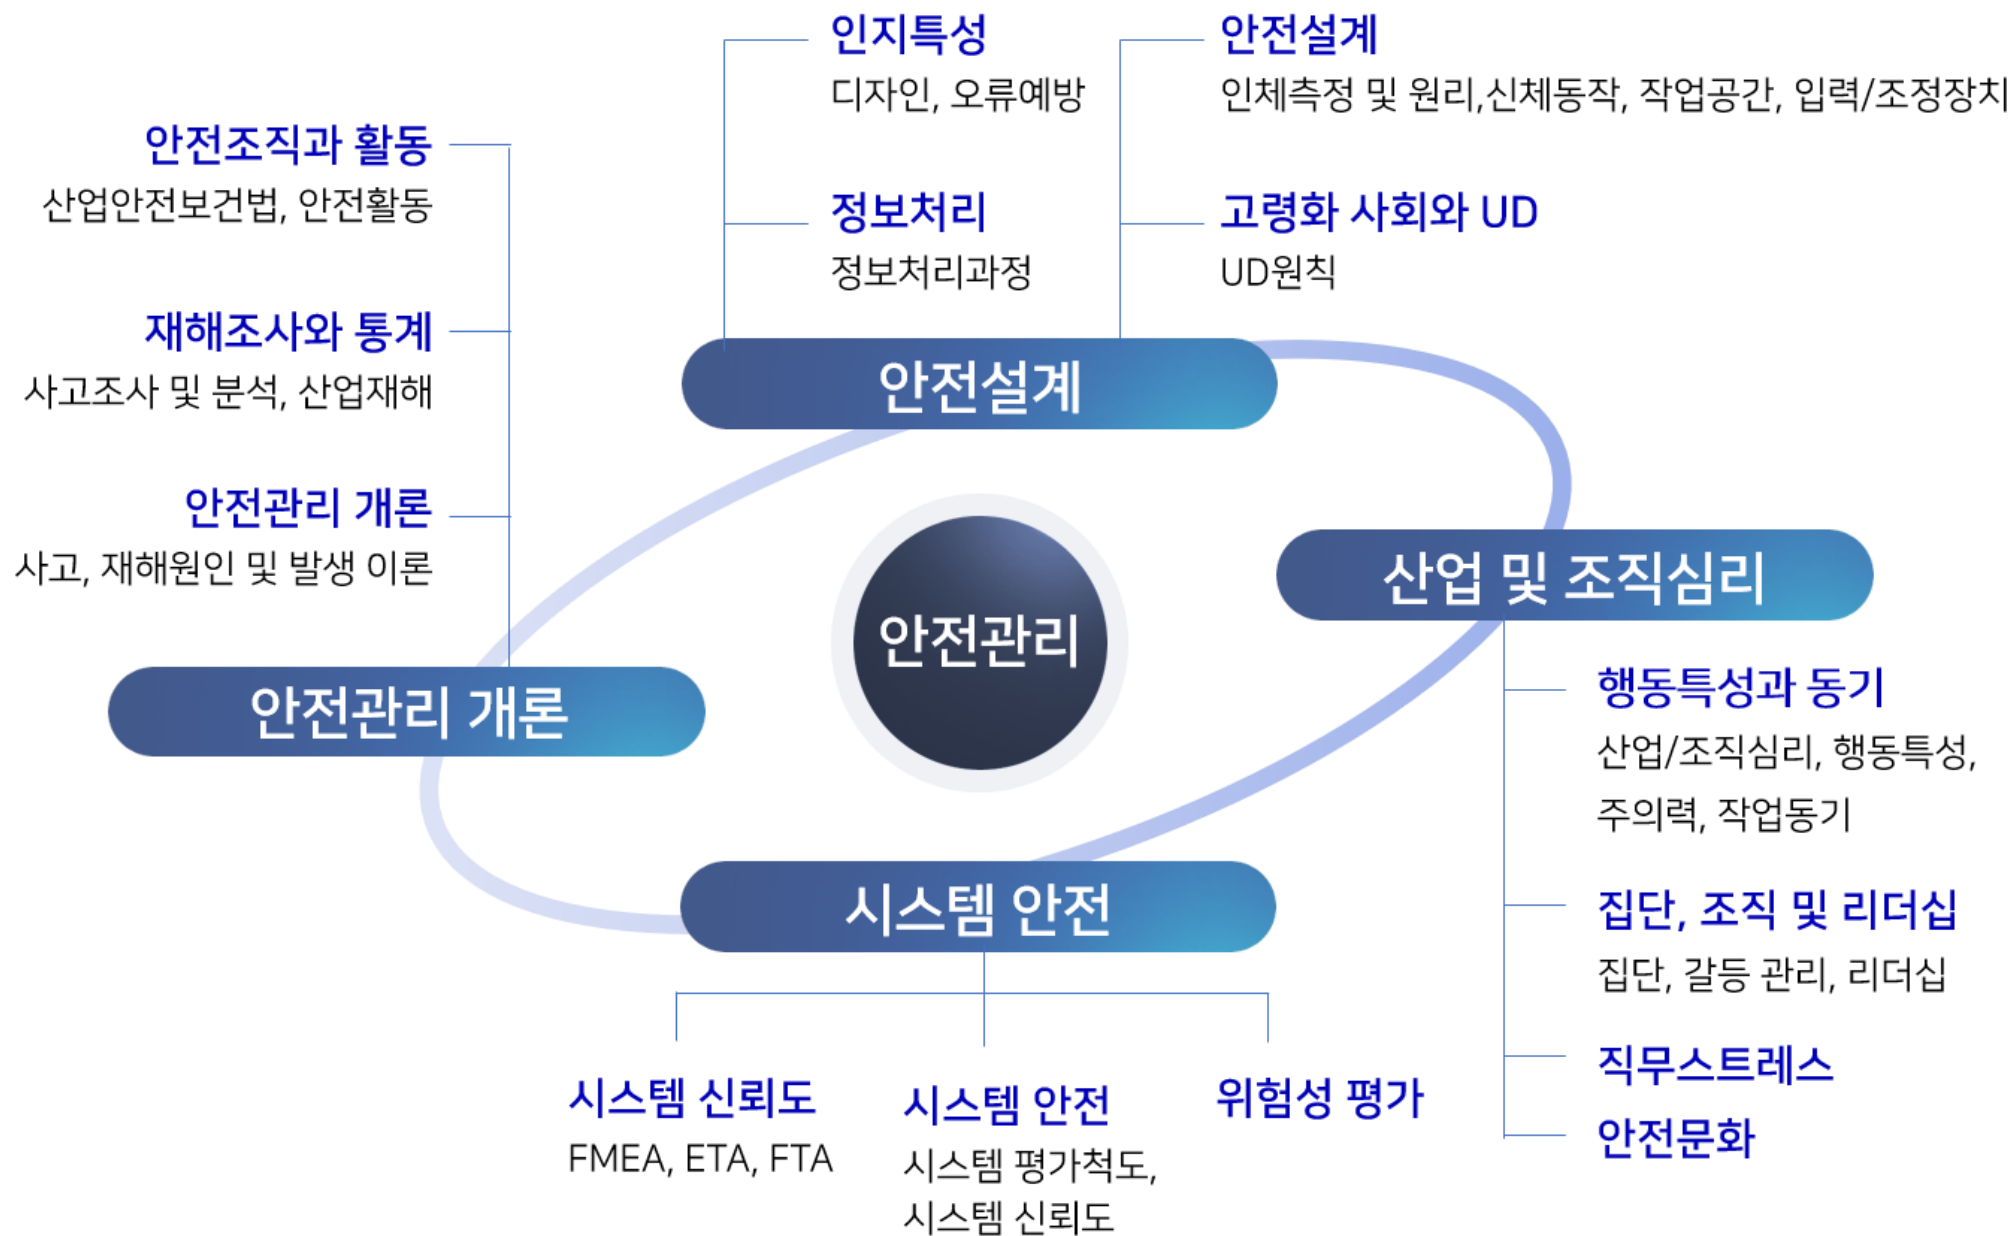 인지특성
디자인, 오류예방
정보처리
정보처리과정
안전설계
인체측정 및 원리,신체동작, 작업공간, 입력/조정장치
고령화 사회와 UD
UD원칙
안전조직과 활동
산업안전보건법, 안전활동
재해조사와 통계
사고조사 및 분석, 산업재해
안전관리 개론
사고, 재해원인 및 발생 이론
안전설계
안전관리
산업 및 조직심리
안전관리 개론
시스템 안전
행동특성과 동기
산업/조직심리, 행동특성,
주의력, 작업동기
집단, 조직 및 리더십
집단, 갈등 관리, 리더십
직무스트레스
안전문화
시스템 신뢰도
FMEA, ETA, FTA
시스템 안전
시스템 평가척도,
시스템 신뢰도
위험성 평가